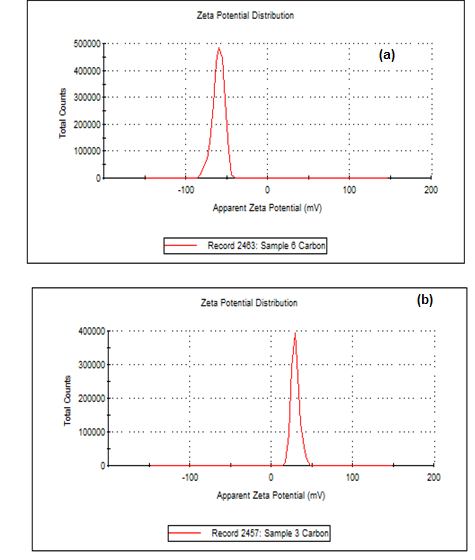 Zeta Potential Distribution
(a)
500000
400000
300000
200000
100000
0
Total Counts
-100 0 100 200
Apparent Zeta Potential (mV)
Record 2463: Sample 6 Carbon
(b)
Zeta Potential Distribution
400000
300000
200000
100000
0
Total Counts
-100 0 100 200
Apparent Zeta Potential (mV)
Record 2457: Sample 3 Carbon